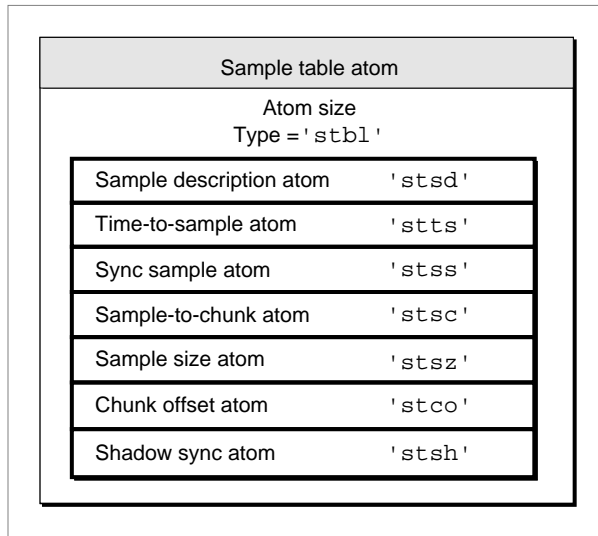 Sample table atom
Atom size
Type ='stbl'
Sample description atom 'stsd'
Time-to-sample atom 'stts'
Sync sample atom 'stss'
Sample-to-chunk atom 'stsc'
Sample size atom 'stsz'
Chunk offset atom 'stco'
Shadow sync atom 'stsh'